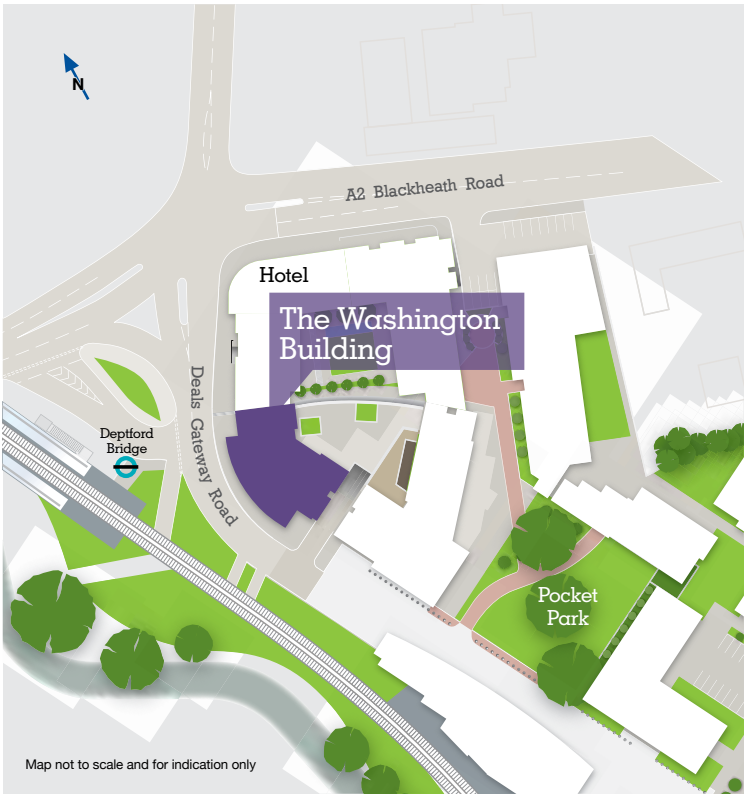 N
A2 Blackheath Road
Hotel
The Washington
Building
Deals Gateway Road
Deptford
Bridge
Pocket
Park
Map not to scale and for indication only